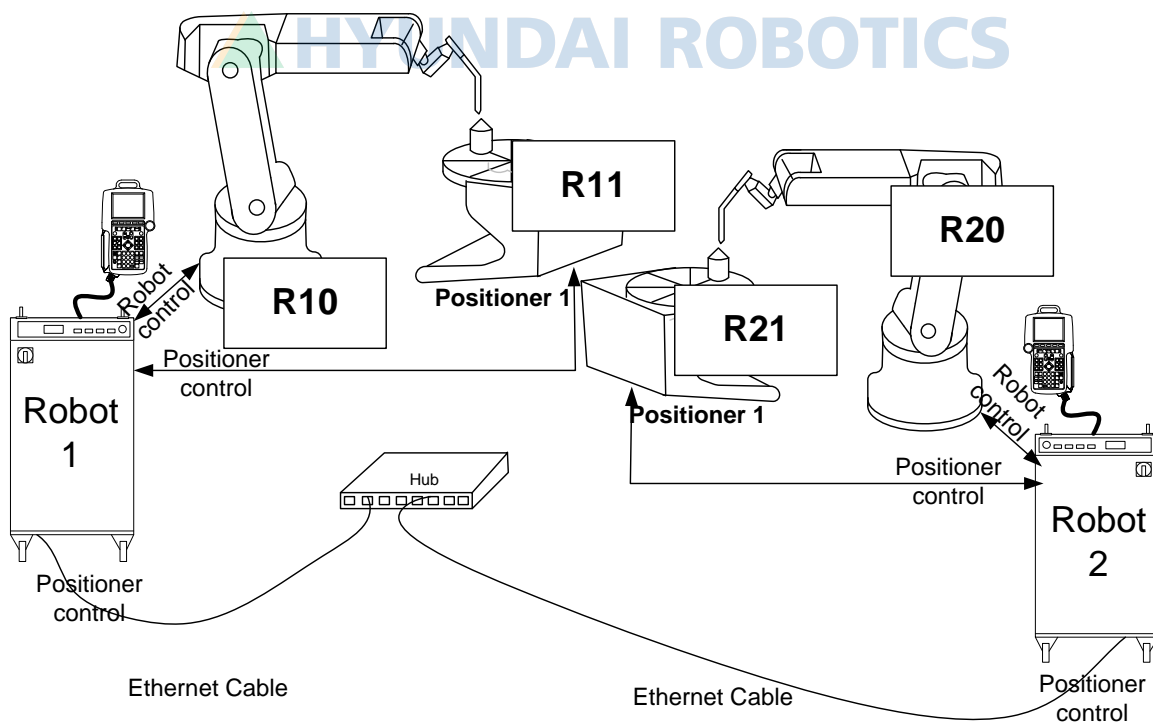 HYUNDAI ROBOTICS
R11
R20
R10
Positioner 1
R21
Robot
control
Positioner
control
Positioner 1
Robot
control
Robot
1
Hub
Positioner
control
Robot
2
Positioner
control
Ethernet Cable
Ethernet Cable
Positioner
control